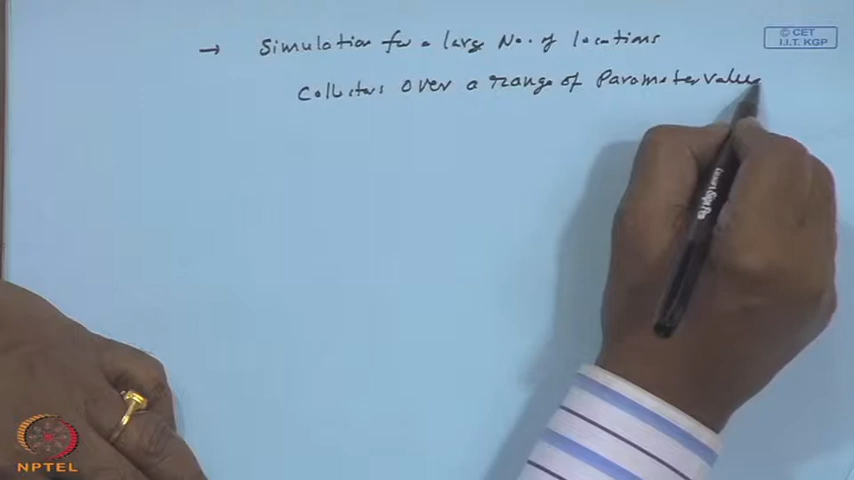 → Simulation for a large No. of locations
© CET
I.I.T. KGP
Collectors over a range of Parameter values
NPTEL